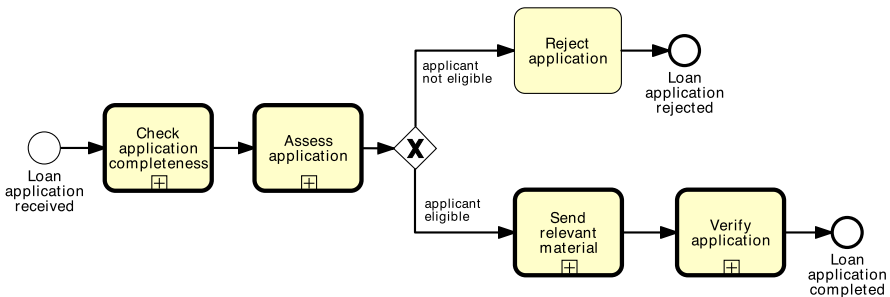 Loan
application
received
Check
application
completeness
Assess
application
X
applicant
not eligible
Reject
application
Loan
application
rejected
applicant
eligible
Send
relevant
material
Verify
application
Loan
application
completed